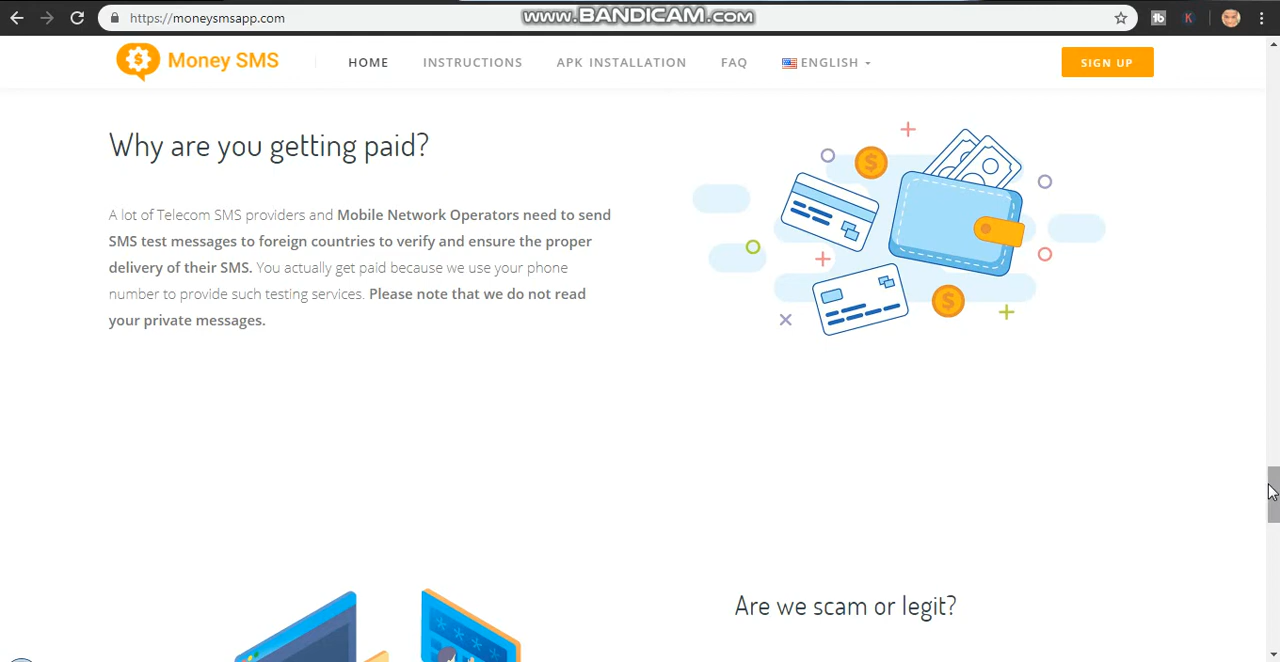 https://moneysmsapp.com
www.BANDICAM.com
Money SMS
HOME
INSTRUCTIONS
APK INSTALLATION
FAQ
ENGLISH
SIGN UP
Why are you getting paid?
A lot of Telecom SMS providers and Mobile Network Operators need to send
SMS test messages to foreign countries to verify and ensure the proper
delivery of their SMS. You actually get paid because we use your phone
number to provide such testing services. Please note that we do not read
your private messages.
Are we scam or legit?